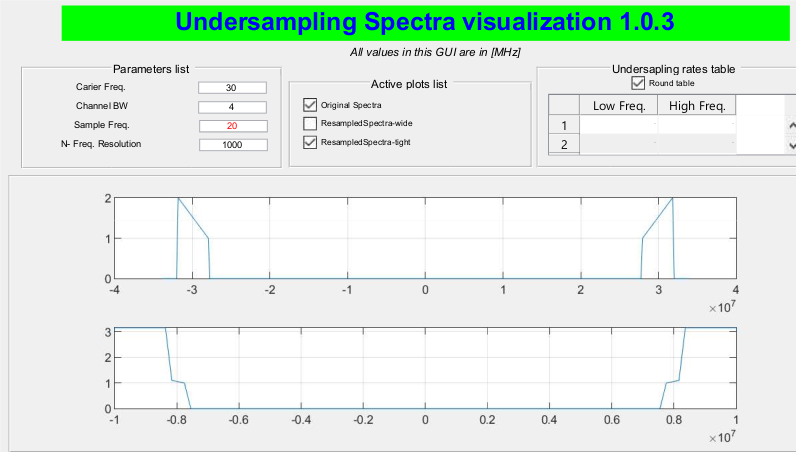 Undersampling Spectra visualization 1.0.3
All values in this GUI are in [MHz]
Parameters list
Carier Freq. 30
Channel BW 4
Sample Freq. 20
N- Freq. Resolution 1000
Active plots list
Original Spectra
ResampledSpectra-wide
ResampledSpectra-tight
Undersapling rates table
Round table
Low Freq. High Freq.
1
2
2
1
0
-4 -3 -2 -1 0 1 2 3 4
×10⁷
3
2
1
0
-1 -0.8 -0.6 -0.4 -0.2 0 0.2 0.4 0.6 0.8 1
×10⁷